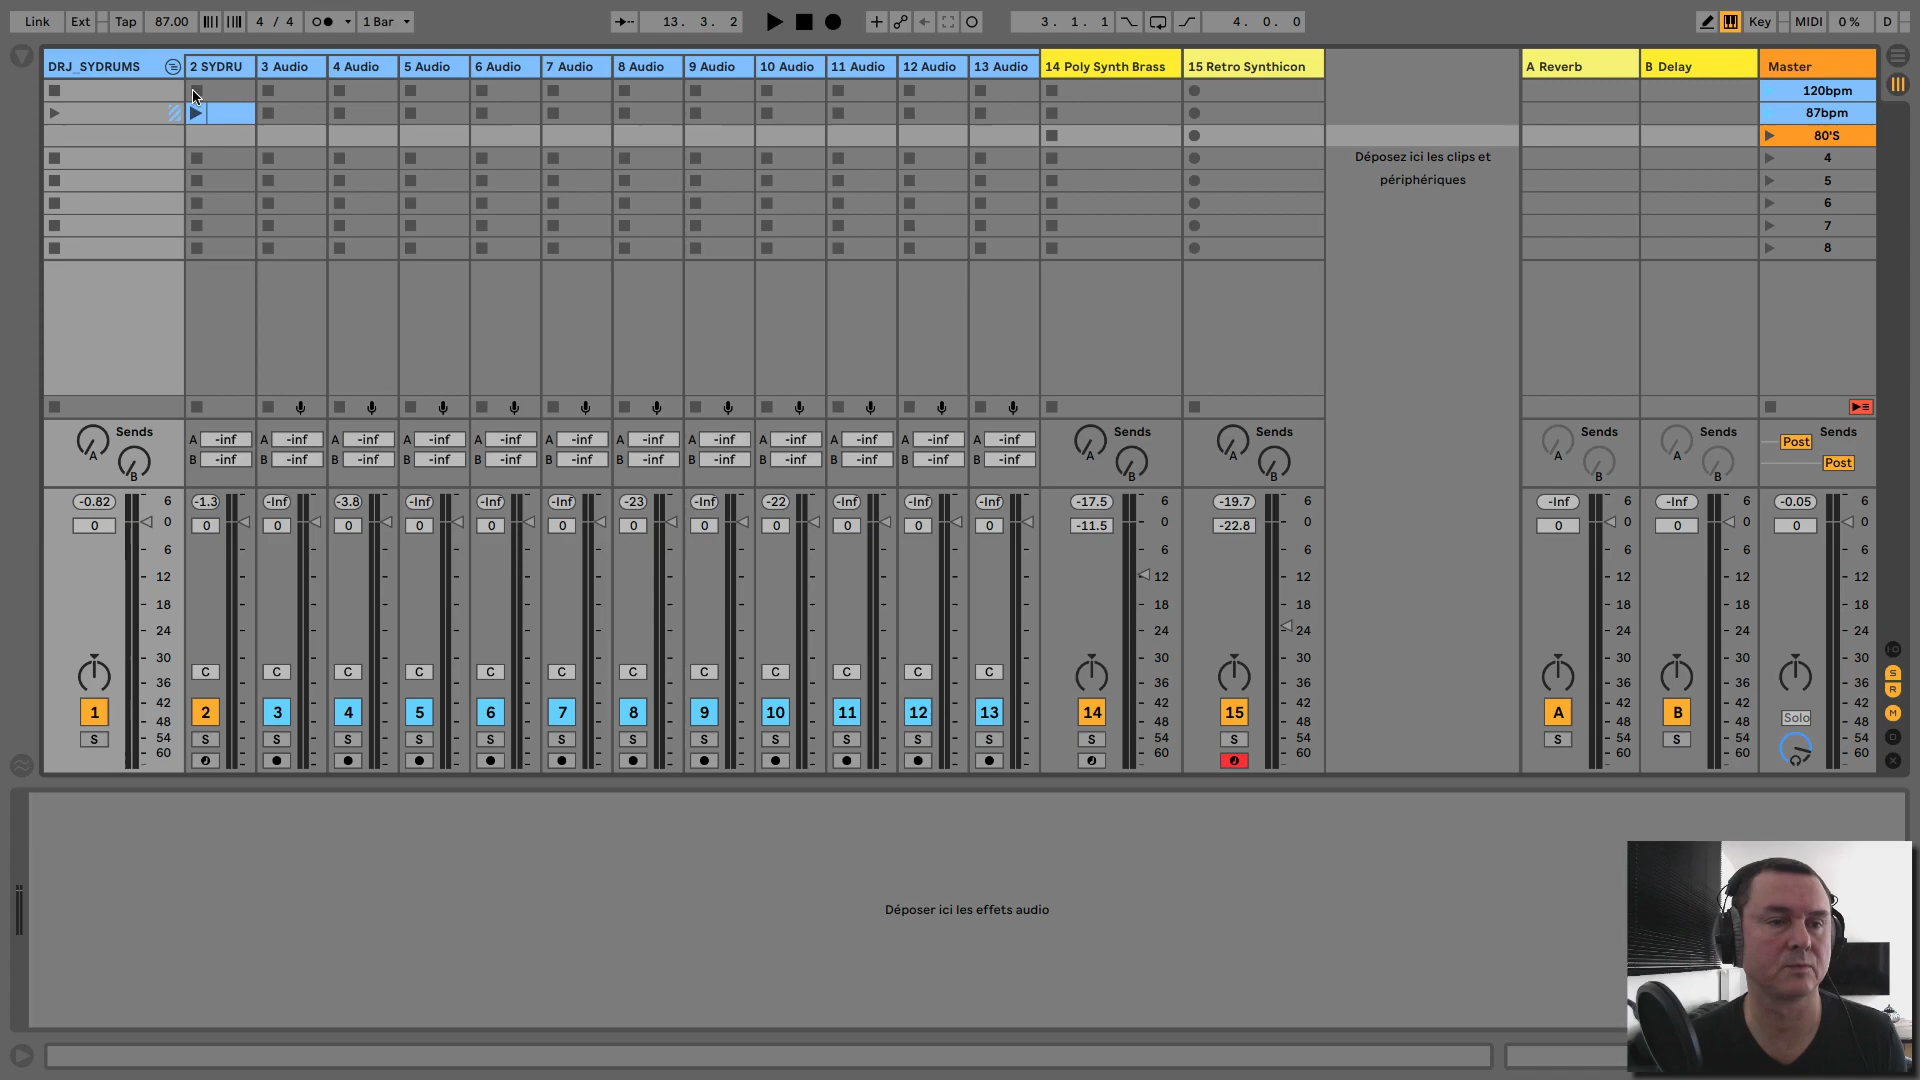 Link Ext Tap 87.00 4 / 4 1 Bar 13. 3. 2 3. 1. 1 4. 0. 0 Key MIDI 0 % D
DRJ_SYDRUMS 2 SYDRU 3 Audio 4 Audio 5 Audio 6 Audio 7 Audio 8 Audio 9 Audio 10 Audio 11 Audio 12 Audio 13 Audio 14 Poly Synth Brass 15 Retro Synthicon A Reverb B Delay Master
120bpm
87bpm
80'S
Déposez ici les clips et 4
périphériques 5
6
7
8
Sends A -inf A -inf A -inf A -inf A -inf A -inf A -inf A -inf A -inf A -inf A -inf A -inf Sends Sends Sends Sends Post Sends
A B B -inf B -inf B -inf B -inf B -inf B -inf B -inf B -inf B -inf B -inf B -inf B -inf A B A B A B A B Post
-0.82 6 -1.3 -Inf -3.8 -Inf -Inf -Inf -23 -Inf -22 -Inf -Inf -Inf -17.5 6 -19.7 6 -Inf 6 -Inf 6 -0.05 6
0 0 0 0 0 0 0 0 0 0 0 0 0 0 -11.5 0 -22.8 0 0 0 0 0 0 0
6 6 6 6 6 6
12 12 12 12 12 12
18 18 18 18 18 18
24 24 24 24 24 24
30 30 30 30 30 30
36 C C C C C C C C C C C C 36 36 36 36 36
1 42 2 3 4 5 6 7 8 9 10 11 12 13 14 42 15 42 A 42 B 42 42
48 48 48 48 48 Solo 48
S 54 S S S S S S S S S S S S S 54 S 54 S 54 S 54 54
60 60 60 60 60 60
S
R
M
Déposer ici les effets audio